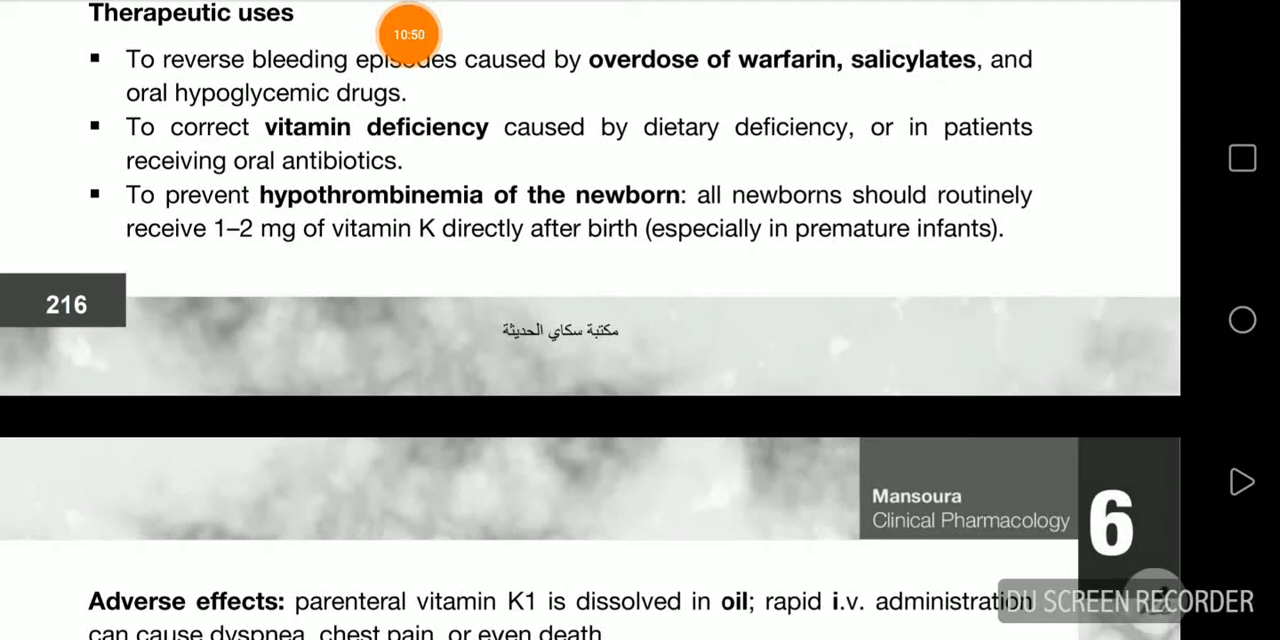 Therapeutic uses
10:50
▪ To reverse bleeding episodes caused by overdose of warfarin, salicylates, and
oral hypoglycemic drugs.
▪ To correct vitamin deficiency caused by dietary deficiency, or in patients
receiving oral antibiotics.
▪ To prevent hypothrombinemia of the newborn: all newborns should routinely
receive 1–2 mg of vitamin K directly after birth (especially in premature infants).
216
مكتبة سكاي الحديثة
Mansoura
Clinical Pharmacology
6
Adverse effects: parenteral vitamin K1 is dissolved in oil; rapid i.v. administration
DU SCREEN RECORDER
can cause dyspnea, chest pain, or even death